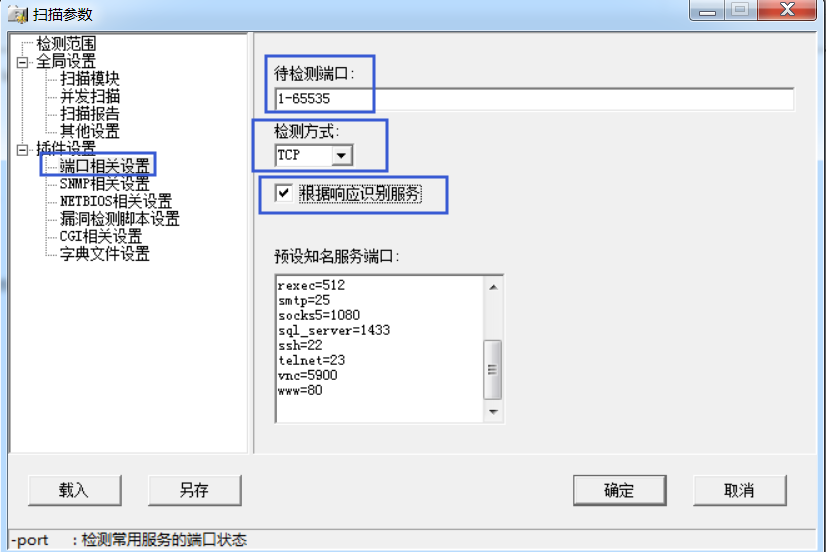 扫描参数
检测范围
全局设置
扫描模块
并发扫描
扫描报告
其他设置
插件设置
端口相关设置
SNMP相关设置
NETBIOS相关设置
漏洞检测脚本设置
CGI相关设置
字典文件设置
待检测端口:
1-65535
检测方式:
TCP
根据响应识别服务
预设知名服务端口:
rexec=512
smtp=25
socks5=1080
sql_server=1433
ssh=22
telnet=23
vnc=5900
www=80
载入
另存
确定
取消
-port : 检测常用服务的端口状态